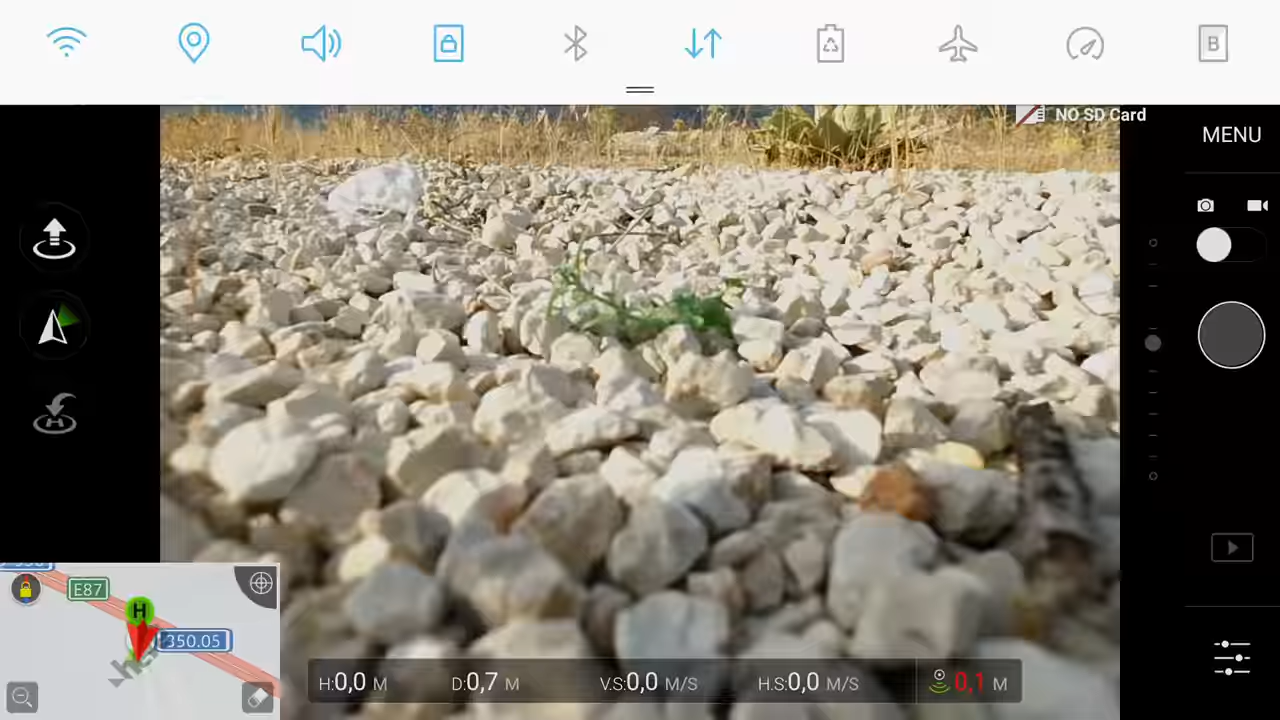 B
NO SD Card
MENU
E87
H
350.05
H:0,0 M
D:0,7 M
V.S:0,0 M/S
H.S:0,0 M/S
0,1 M